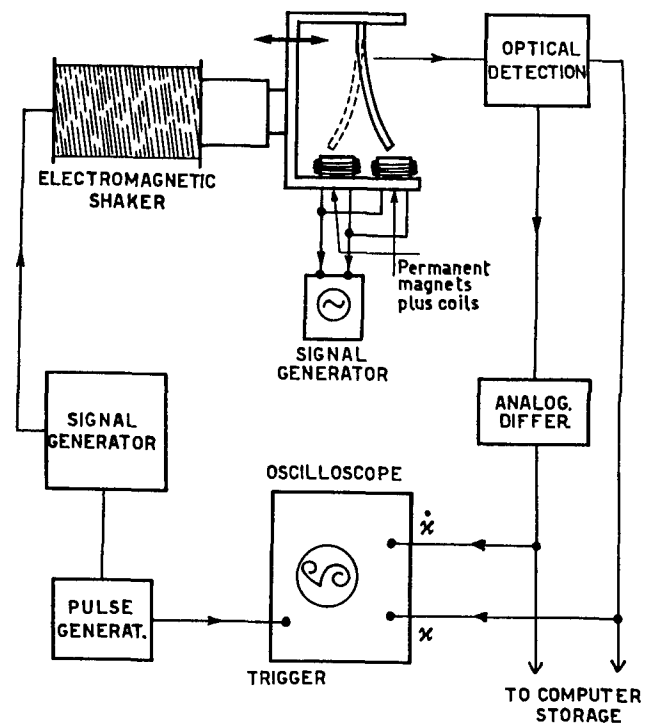 OPTICAL
DETECTION
ELECTROMAGNETIC
SHAKER
Permanent
magnets
plus coils
SIGNAL
GENERATOR
ANALOG.
DIFFER.
SIGNAL
GENERATOR
OSCILLOSCOPE
ẋ
x
PULSE
GENERAT.
TRIGGER
TO COMPUTER
STORAGE